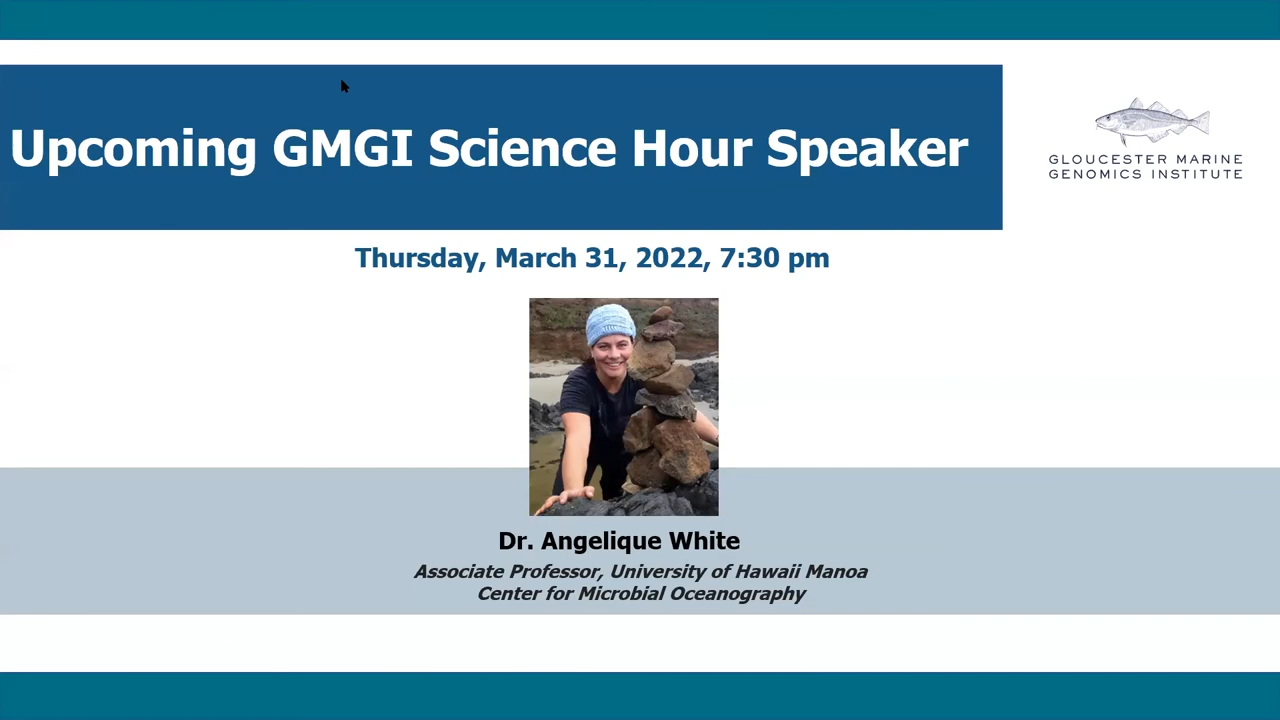 Upcoming GMGI Science Hour Speaker
GLOUCESTER MARINE
GENOMICS INSTITUTE
Thursday, March 31, 2022, 7:30 pm
Dr. Angelique White
Associate Professor, University of Hawaii Manoa
Center for Microbial Oceanography